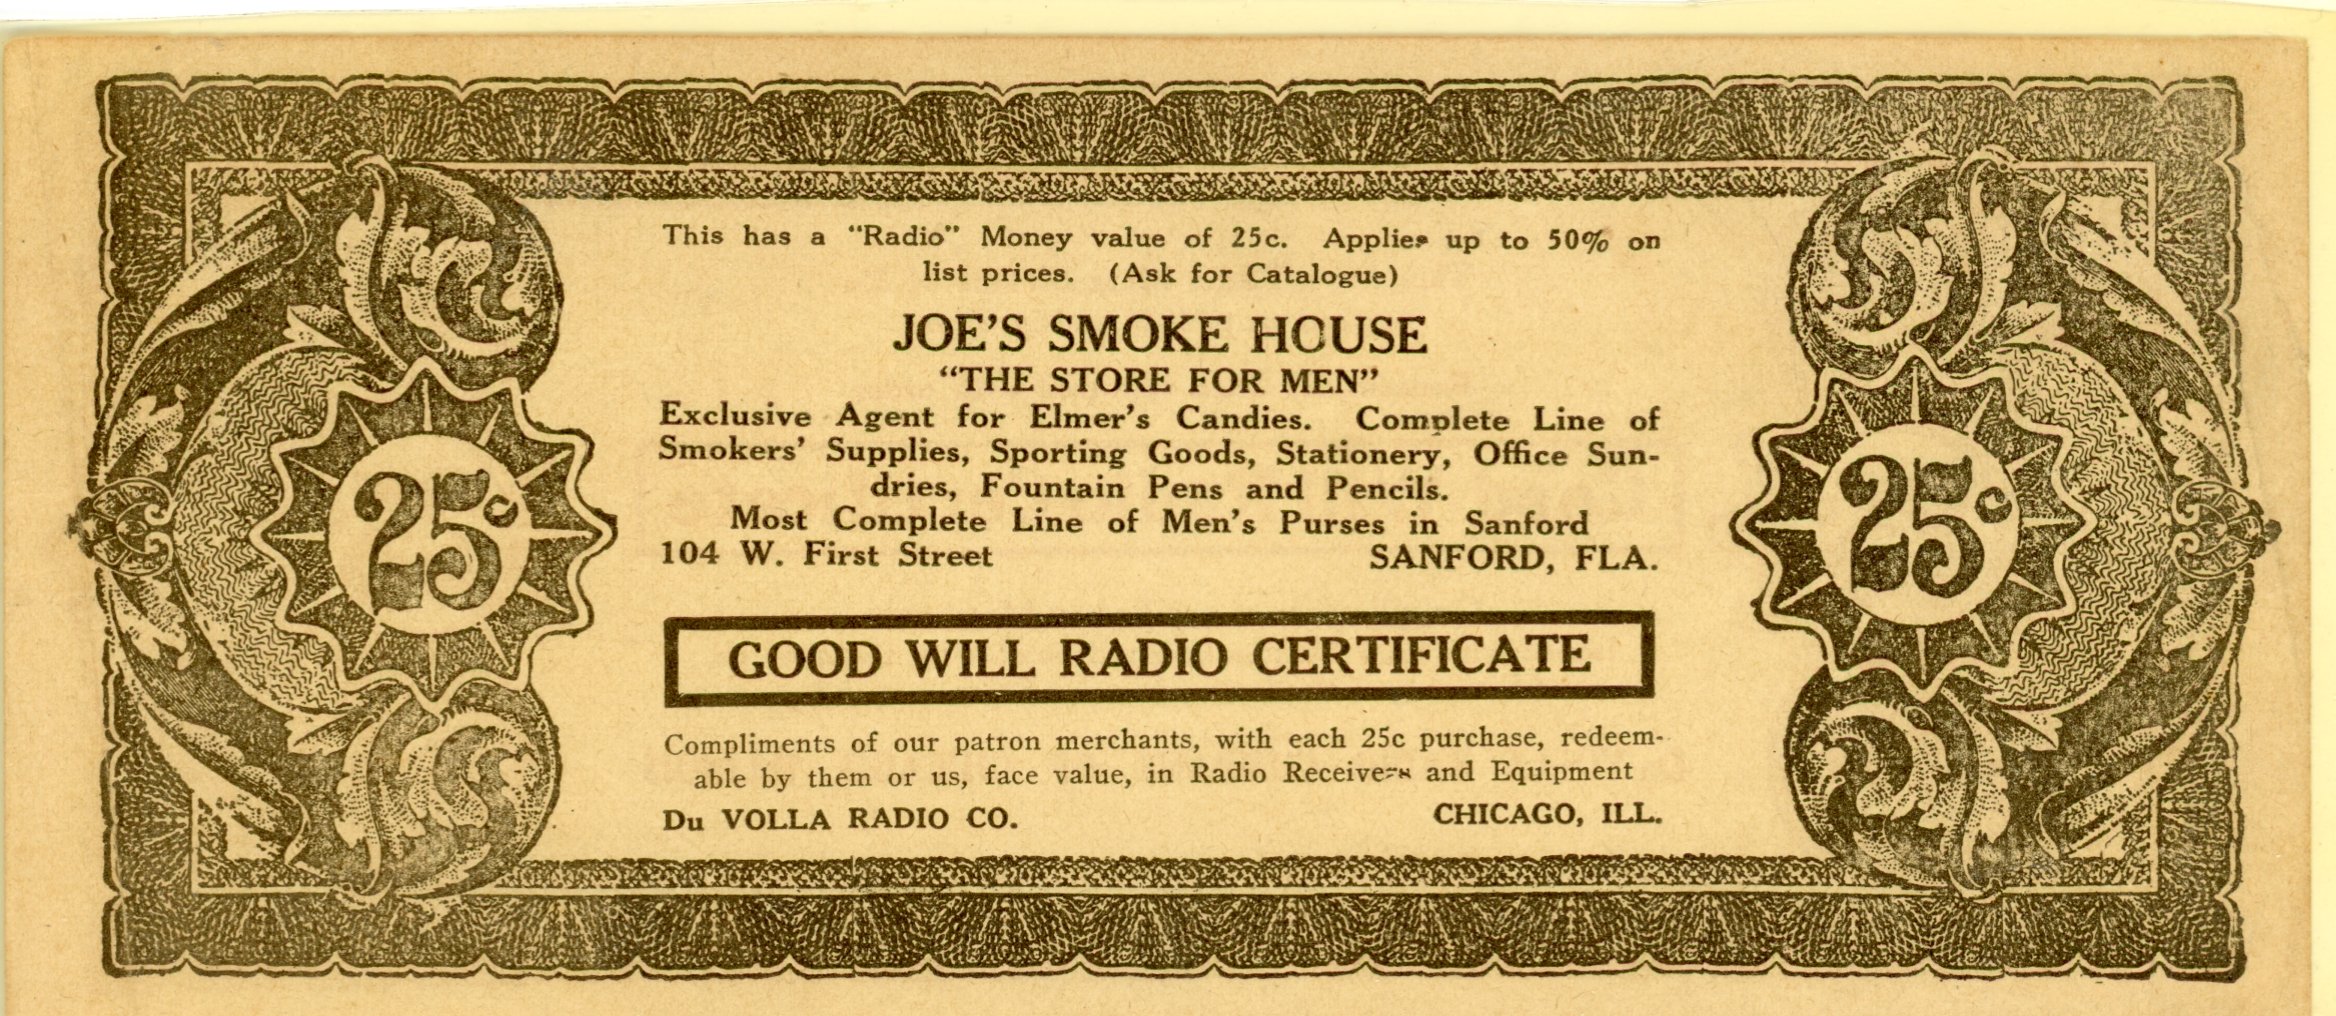 This has a "Radio" Money value of 25c. Applies up to 50% on
list prices. (Ask for Catalogue)
JOE'S SMOKE HOUSE
"THE STORE FOR MEN"
Exclusive Agent for Elmer's Candies. Complete Line of
Smokers' Supplies, Sporting Goods, Stationery, Office Sun-
dries, Fountain Pens and Pencils.
Most Complete Line of Men's Purses in Sanford
104 W. First Street SANFORD, FLA.
25c 25c
GOOD WILL RADIO CERTIFICATE
Compliments of our patron merchants, with each 25c purchase, redeem-
able by them or us, face value, in Radio Receivers and Equipment
Du VOLLA RADIO CO. CHICAGO, ILL.